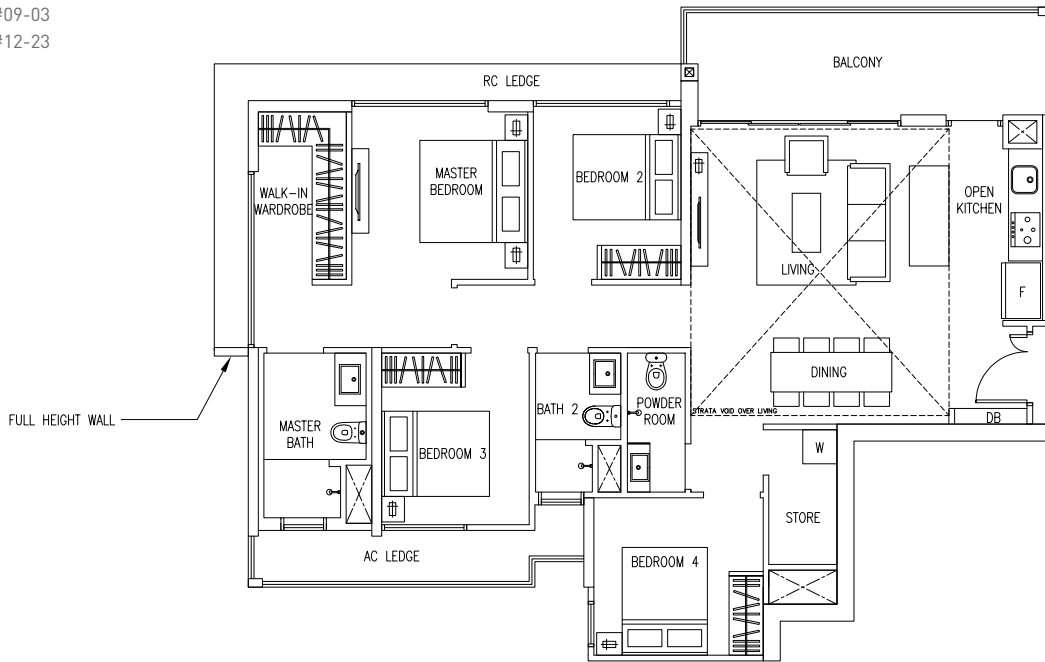 #09-03
#12-23
BALCONY
RC LEDGE
MASTER
BEDROOM
BEDROOM 2
WALK-IN
WARDROBE
OPEN
KITCHEN
LIVING
F
DINING
STRATA VOID OVER LIVING
DB
FULL HEIGHT WALL
MASTER
BATH
BEDROOM 3
BATH 2
POWDER
ROOM
W
STORE
AC LEDGE
BEDROOM 4